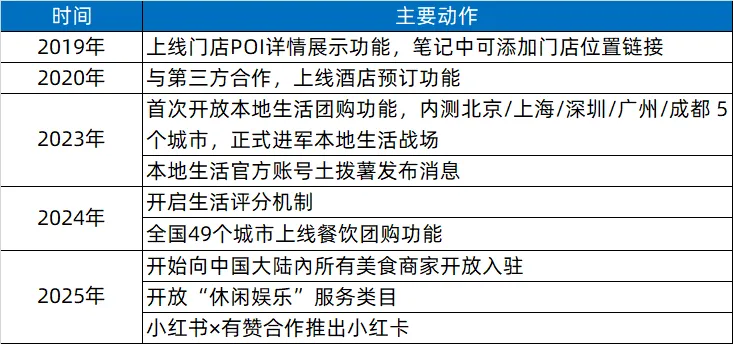 时间 主要动作
2019年 上线门店POI详情展示功能，笔记中可添加门店位置链接
2020年 与第三方合作，上线酒店预订功能
2023年 首次开放本地生活团购功能，内测北京/上海/深圳/广州/成都 5
个城市，正式进军本地生活战场
本地生活官方账号土拨薯发布消息
2024年 开启生活评分机制
全国49个城市上线餐饮团购功能
2025年 开始向中国大陆内所有美食商家开放入驻
开放“休闲娱乐”服务类目
小红书×有赞合作推出小红卡